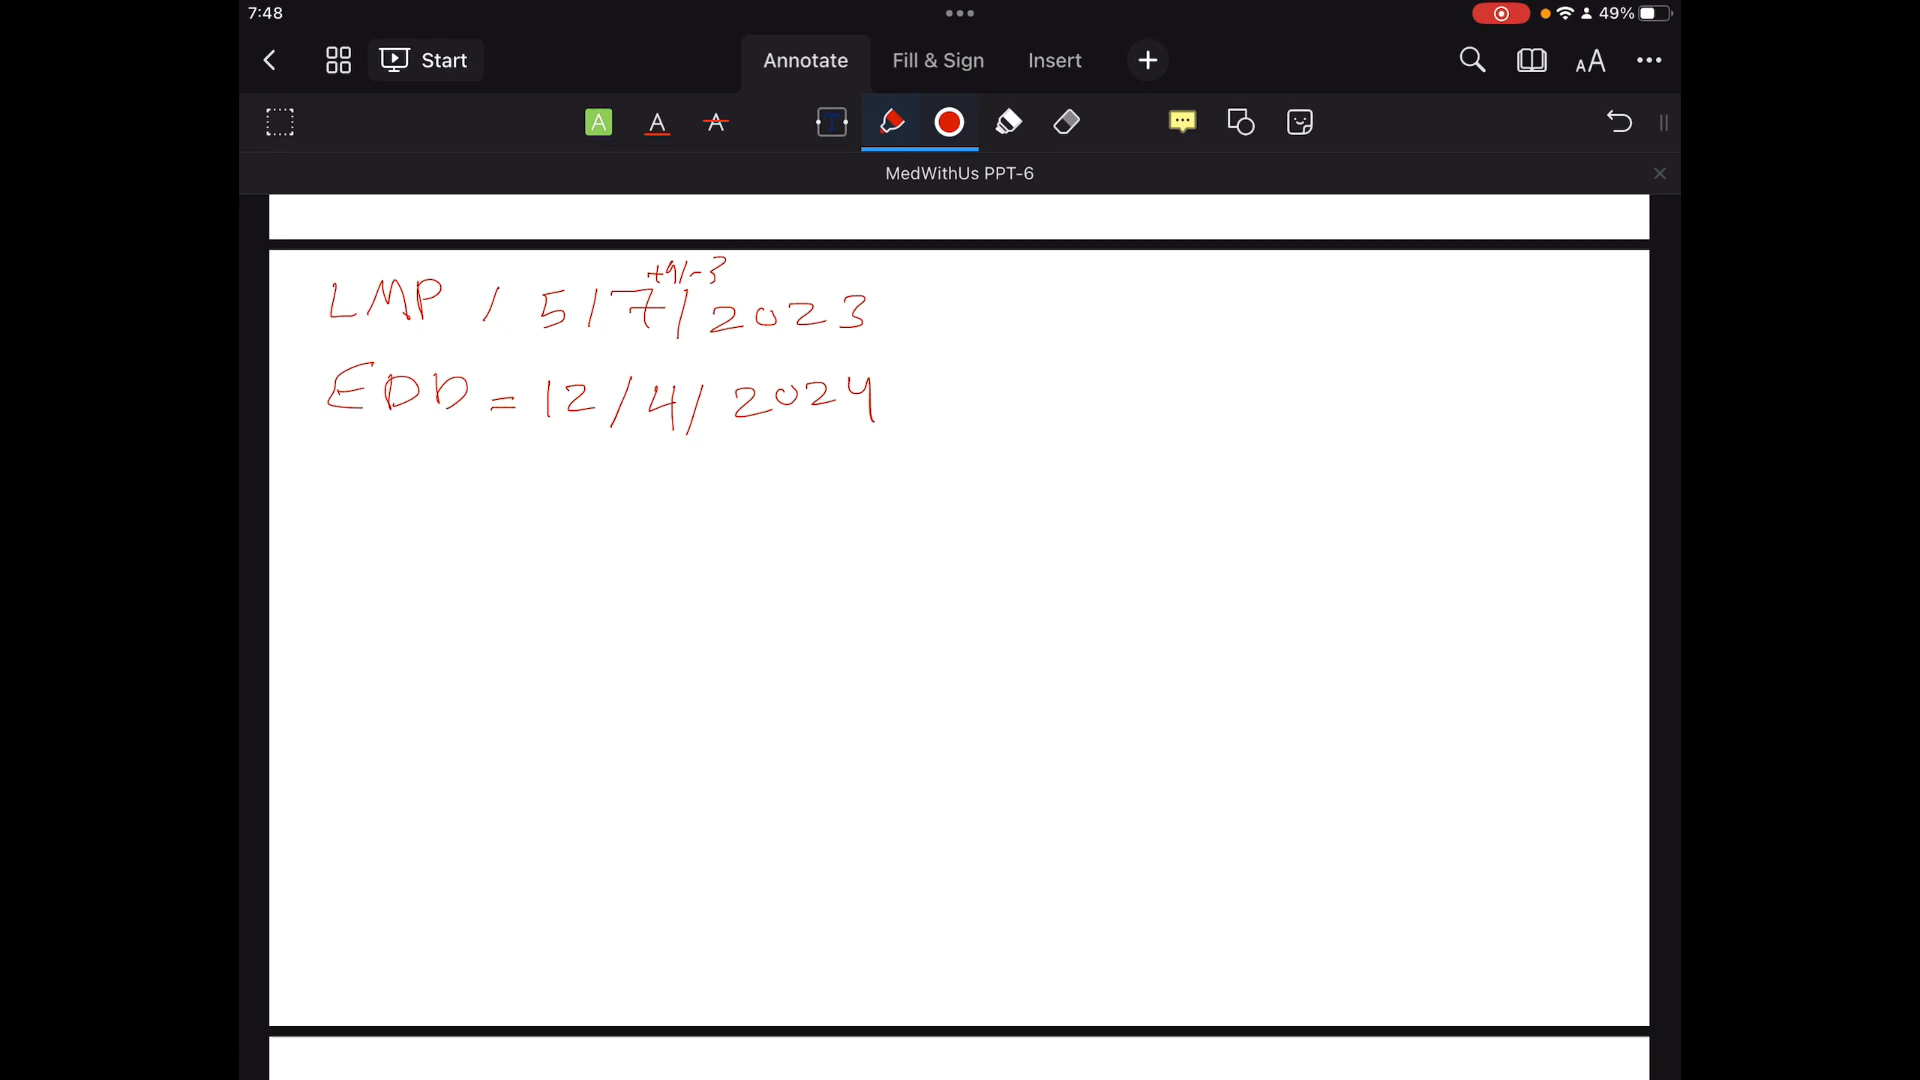 7:48
49%
Start
Annotate
Fill & Sign
Insert
AA
A
A
A
T
MedWithUs PPT-6
+9/-3
LMP / 5/7/2023
EDD = 12/4/2024